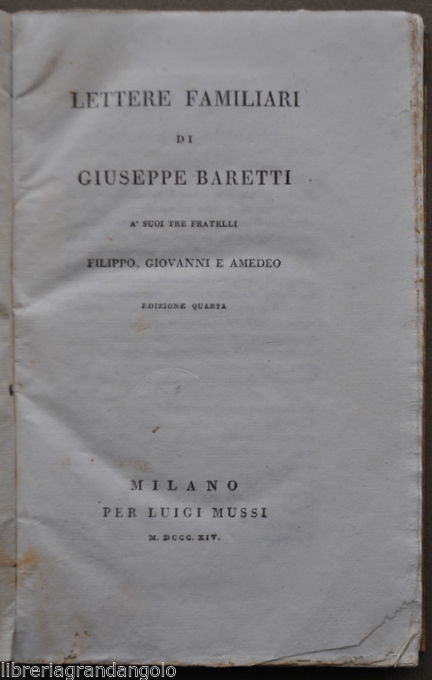 LETTERE FAMILIARI
DI
GIUSEPPE BARETTI
A' SUOI TRE FRATELLI
FILIPPO, GIOVANNI E AMEDEO
EDIZIONE QUARTA
MILANO
PER LUIGI MUSSI
M. DCCC. XIV.
libreriagrandangolo